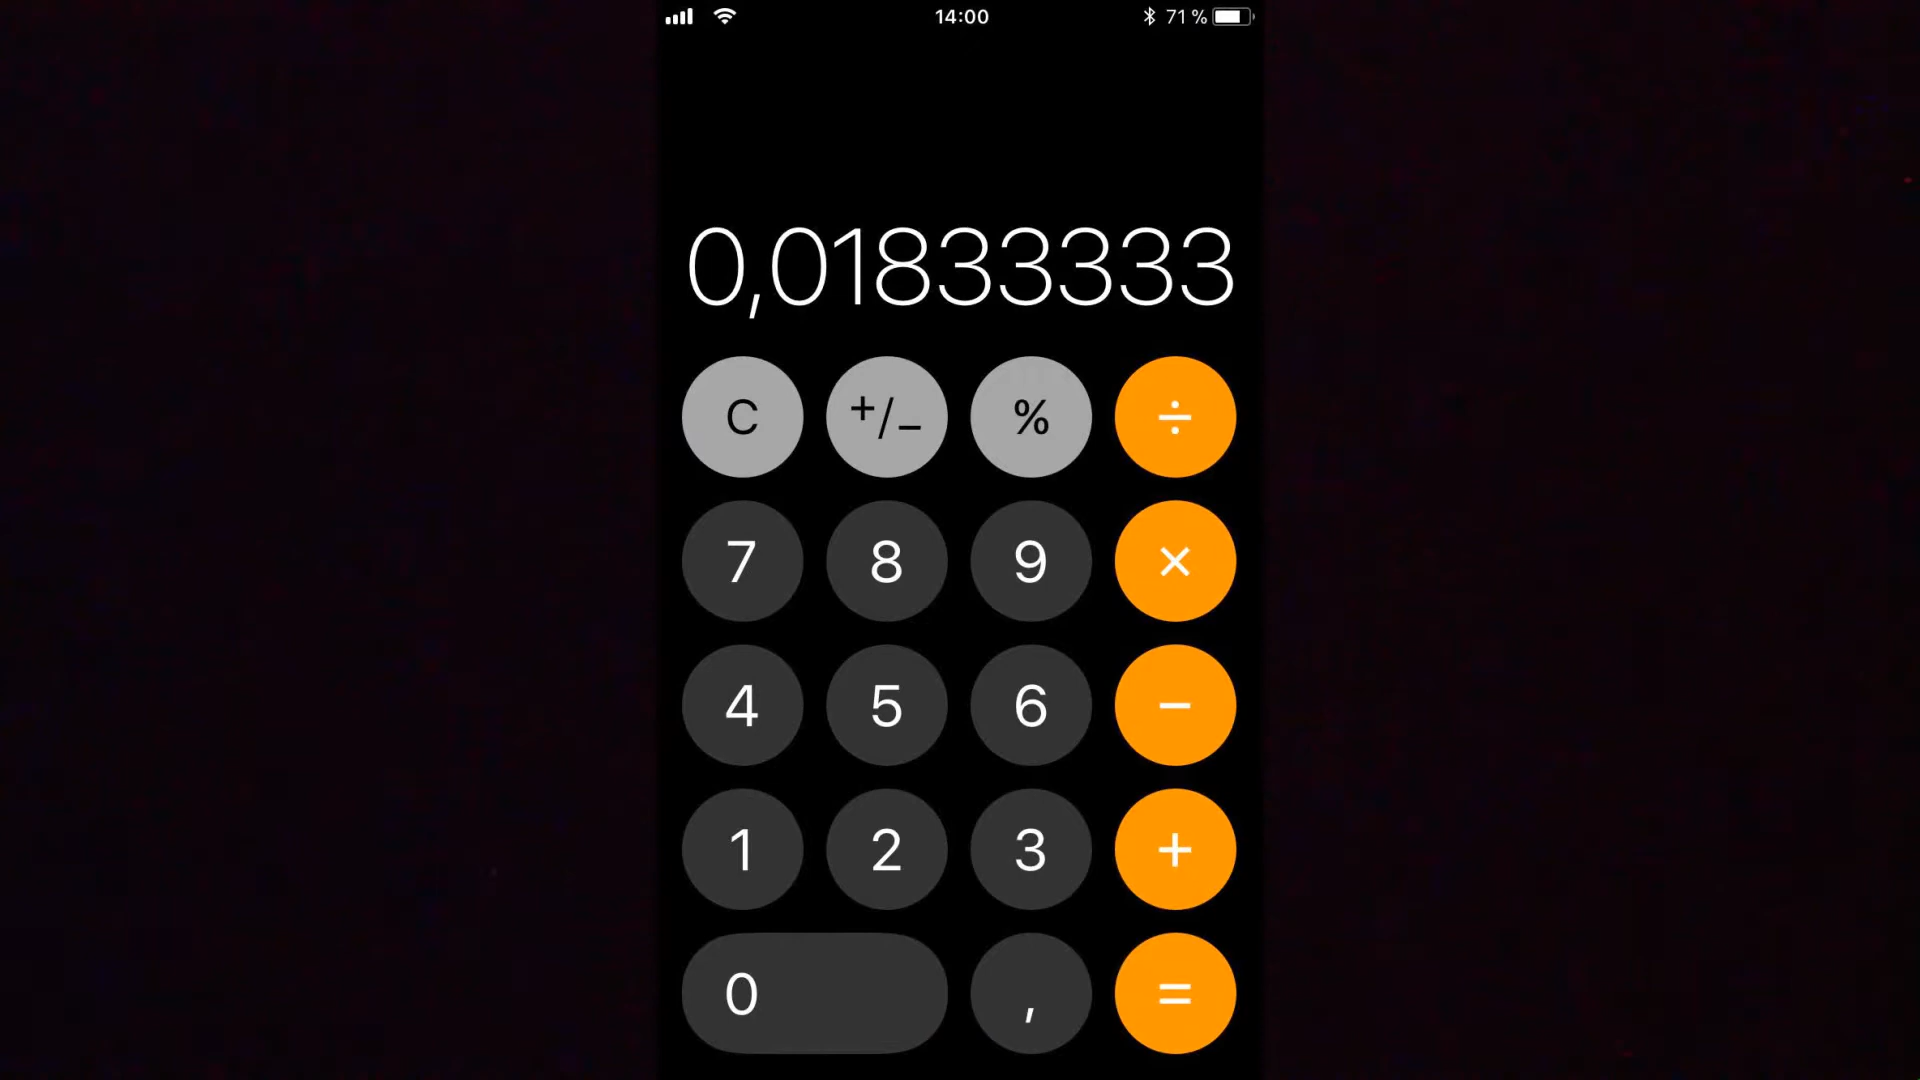 14:00 71 %
0,01833333
C +/− % ÷
7 8 9 ×
4 5 6 −
1 2 3 +
0 , =